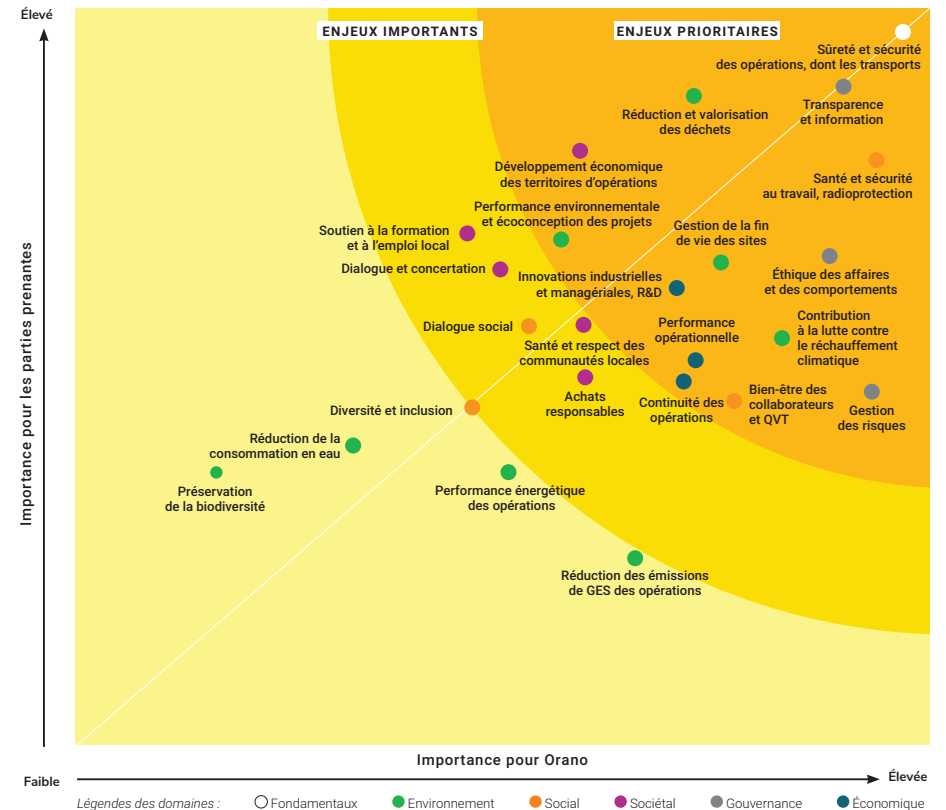 Élevé
ENJEUX IMPORTANTS
ENJEUX PRIORITAIRES
Sûreté et sécurité
des opérations, dont les transports
Réduction et valorisation
des déchets
Transparence
et information
Développement économique
des territoires d'opérations
Santé et sécurité
au travail, radioprotection
Performance environnementale
et écoconception des projets
Soutien à la formation
et à l'emploi local
Gestion de la fin
de vie des sites
Dialogue et concertation
Innovations industrielles
et managériales, R&D
Éthique des affaires
et des comportements
Dialogue social
Santé et respect des
communautés locales
Performance
opérationnelle
Contribution
à la lutte contre
le réchauffement
climatique
Achats
responsables
Continuité des
opérations
Bien-être des
collaborateurs
et QVT
Gestion
des risques
Diversité et inclusion
Réduction de la
consommation en eau
Préservation
de la biodiversité
Performance énergétique
des opérations
Réduction des émissions
de GES des opérations
Importance pour les parties prenantes
Importance pour Orano
Faible
Élevée
Légendes des domaines :
Fondamentaux
Environnement
Social
Sociétal
Gouvernance
Économique